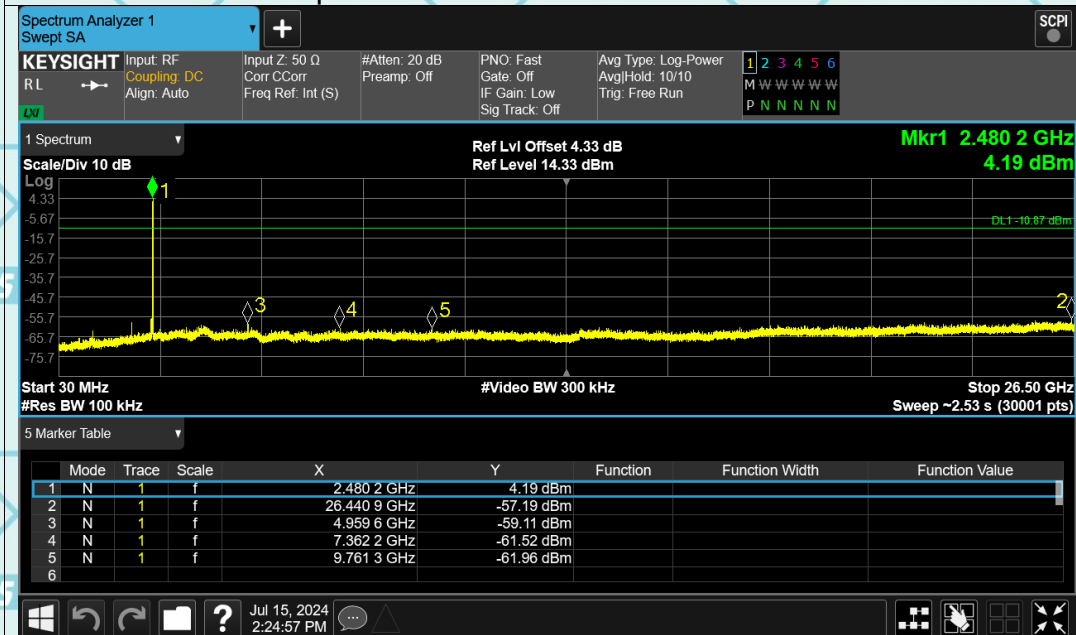 Spectrum Analyzer 1
Swept SA
+
SCPI
KEYSIGHT
RL
LXI
Input: RF
Coupling: DC
Align: Auto
Input Z: 50 Ω
Corr CCorr
Freq Ref: Int (S)
#Atten: 20 dB
Preamp: Off
PNO: Fast
Gate: Off
IF Gain: Low
Sig Track: Off
Avg Type: Log-Power
Avg|Hold: 10/10
Trig: Free Run
1 2 3 4 5 6
M W W W W W
P N N N N N
1 Spectrum
Scale/Div 10 dB
Ref Lvl Offset 4.33 dB
Ref Level 14.33 dBm
Mkr1 2.480 2 GHz
4.19 dBm
Log
4.33
-5.67
-15.7
-25.7
-35.7
-45.7
-55.7
-65.7
-75.7
DL1 -10.87 dBm
1
3
4
5
2
Start 30 MHz
#Video BW 300 kHz
Stop 26.50 GHz
#Res BW 100 kHz
Sweep ~2.53 s (30001 pts)
5 Marker Table
Mode Trace Scale X Y Function Function Width Function Value
1 N 1 f 2.480 2 GHz 4.19 dBm
2 N 1 f 26.440 9 GHz -57.19 dBm
3 N 1 f 4.959 6 GHz -59.11 dBm
4 N 1 f 7.362 2 GHz -61.52 dBm
5 N 1 f 9.761 3 GHz -61.96 dBm
6
?
Jul 15, 2024
2:24:57 PM